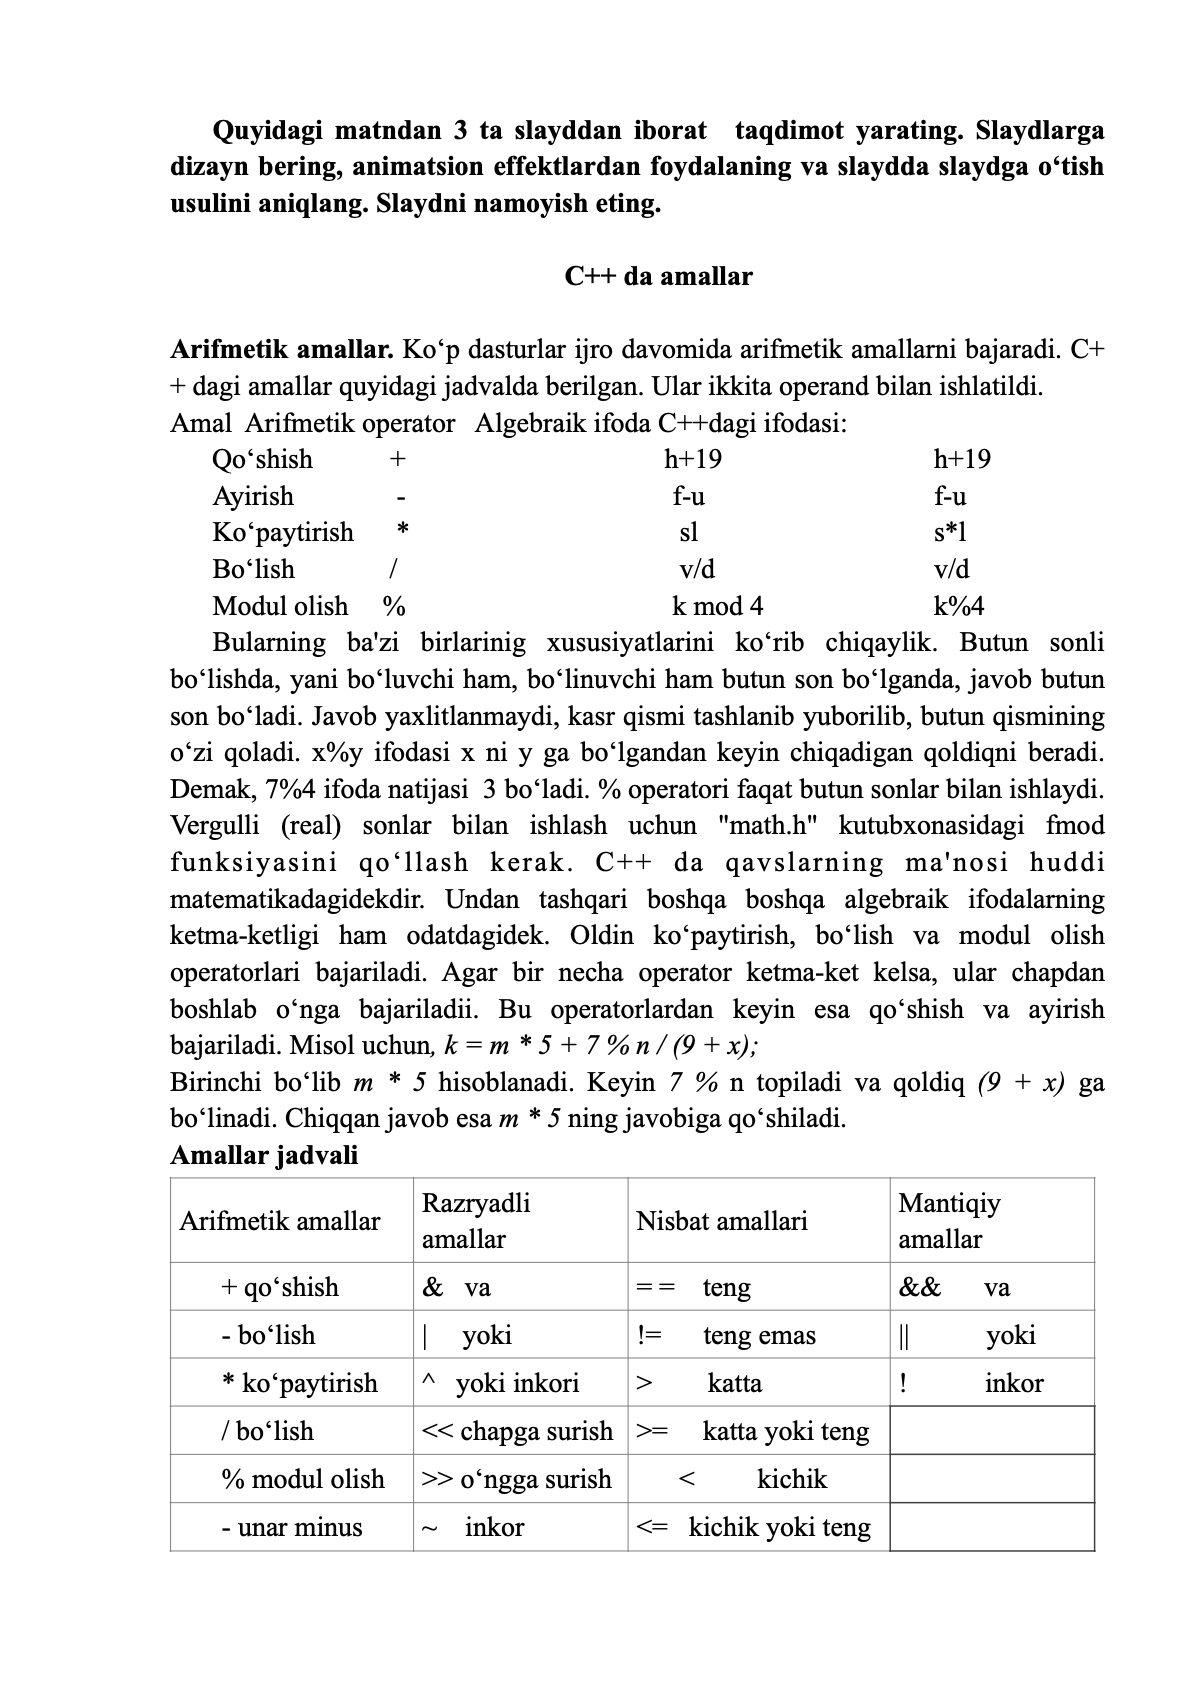 Quyidagi matndan 3 ta slayddan iborat taqdimot yarating. Slaydlarga
dizayn bering, animatsion effektlardan foydalaning va slaydda slaydga o‘tish
usulini aniqlang. Slaydni namoyish eting.
C++ da amallar
Arifmetik amallar. Ko‘p dasturlar ijro davomida arifmetik amallarni bajaradi. C+
+ dagi amallar quyidagi jadvalda berilgan. Ular ikkita operand bilan ishlatildi.
Amal Arifmetik operator Algebraik ifoda C++dagi ifodasi:
Qo‘shish + h+19 h+19
Ayirish - f-u f-u
Ko‘paytirish * sl s*l
Bo‘lish / v/d v/d
Modul olish % k mod 4 k%4
Bularning ba'zi birlarinig xususiyatlarini ko‘rib chiqaylik. Butun sonli
bo‘lishda, yani bo‘luvchi ham, bo‘linuvchi ham butun son bo‘lganda, javob butun
son bo‘ladi. Javob yaxlitlanmaydi, kasr qismi tashlanib yuborilib, butun qismining
o‘zi qoladi. x%y ifodasi x ni y ga bo‘lgandan keyin chiqadigan qoldiqni beradi.
Demak, 7%4 ifoda natijasi 3 bo‘ladi. % operatori faqat butun sonlar bilan ishlaydi.
Vergulli (real) sonlar bilan ishlash uchun "math.h" kutubxonasidagi fmod
funksiyasini qo‘llash kerak. C++ da qavslarning ma'nosi huddi
matematikadagidekdir. Undan tashqari boshqa boshqa algebraik ifodalarning
ketma-ketligi ham odatdagidek. Oldin ko‘paytirish, bo‘lish va modul olish
operatorlari bajariladi. Agar bir necha operator ketma-ket kelsa, ular chapdan
boshlab o‘nga bajariladii. Bu operatorlardan keyin esa qo‘shish va ayirish
bajariladi. Misol uchun, k = m * 5 + 7 % n / (9 + x);
Birinchi bo‘lib m * 5 hisoblanadi. Keyin 7 % n topiladi va qoldiq (9 + x) ga
bo‘linadi. Chiqqan javob esa m * 5 ning javobiga qo‘shiladi.
Amallar jadvali
Arifmetik amallar Razryadli amallar Nisbat amallari Mantiqiy amallar
+ qo‘shish & va = = teng && va
- bo‘lish | yoki != teng emas || yoki
* ko‘paytirish ^ yoki inkori > katta ! inkor
/ bo‘lish << chapga surish >= katta yoki teng
% modul olish >> o‘ngga surish < kichik
- unar minus ~ inkor <= kichik yoki teng